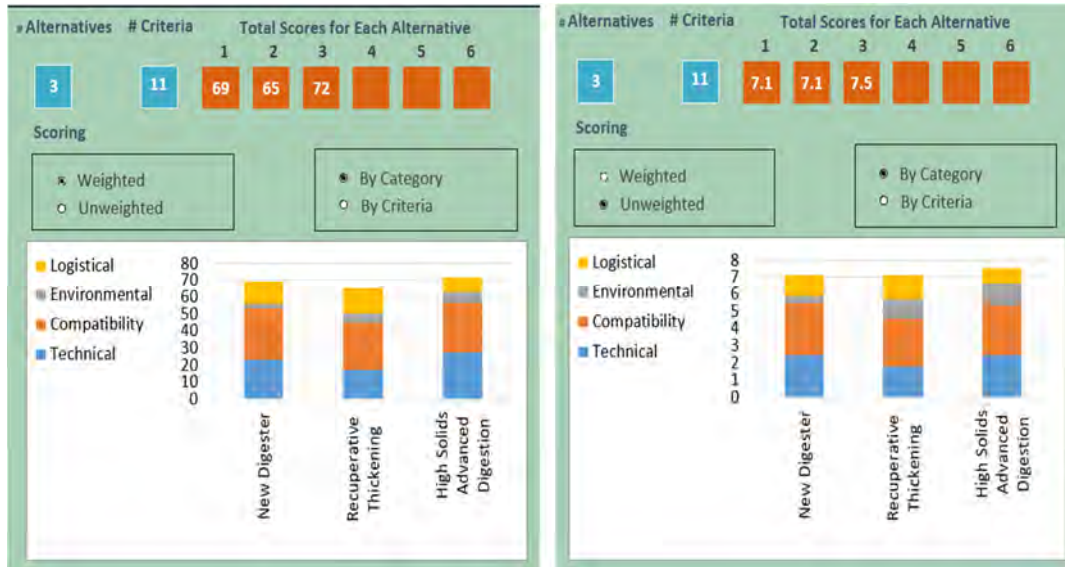 # Alternatives # Criteria Total Scores for Each Alternative
1 2 3 4 5 6
3 11 69 65 72
Scoring
Weighted By Category
Unweighted By Criteria
Logistical
Environmental
Compatibility
Technical
80
70
60
50
40
30
20
10
0
New Digester
Recuperative
Thickening
High Solids
Advanced
Digestion
# Alternatives # Criteria Total Scores for Each Alternative
1 2 3 4 5 6
3 11 7.1 7.1 7.5
Scoring
Weighted By Category
Unweighted By Criteria
Logistical
Environmental
Compatibility
Technical
8
7
6
5
4
3
2
1
0
New Digester
Recuperative
Thickening
High Solids
Advanced
Digestion